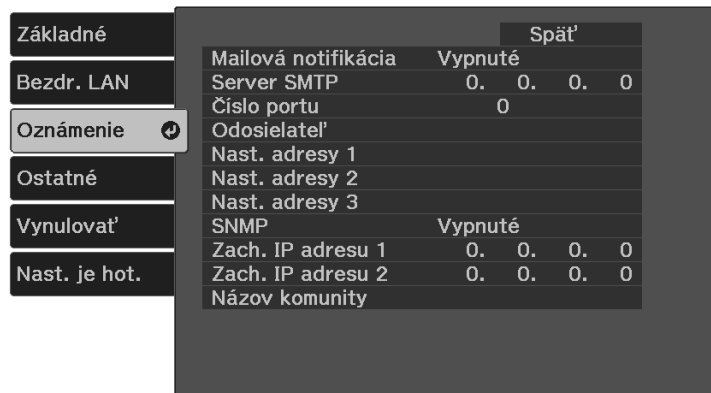 Základné
Bezdr. LAN
Oznámenie
Ostatné
Vynulovať
Nast. je hot.
Späť
Mailová notifikácia Vypnuté
Server SMTP 0. 0. 0. 0
Číslo portu 0
Odosielateľ
Nast. adresy 1
Nast. adresy 2
Nast. adresy 3
SNMP Vypnuté
Zach. IP adresu 1 0. 0. 0. 0
Zach. IP adresu 2 0. 0. 0. 0
Názov komunity